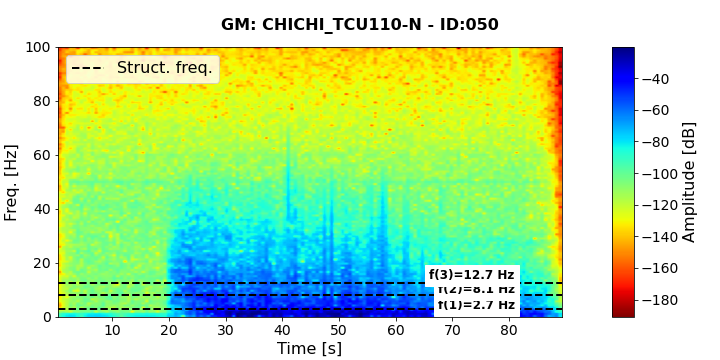 GM: CHICHI_TCU110-N - ID:050
100
80
60
40
20
0
Freq. [Hz]
Struct. freq.
f(3)=12.7 Hz
f(2)=8.1 Hz
f(1)=2.7 Hz
10 20 30 40 50 60 70 80
Time [s]
−40
−60
−80
−100
−120
−140
−160
−180
Amplitude [dB]